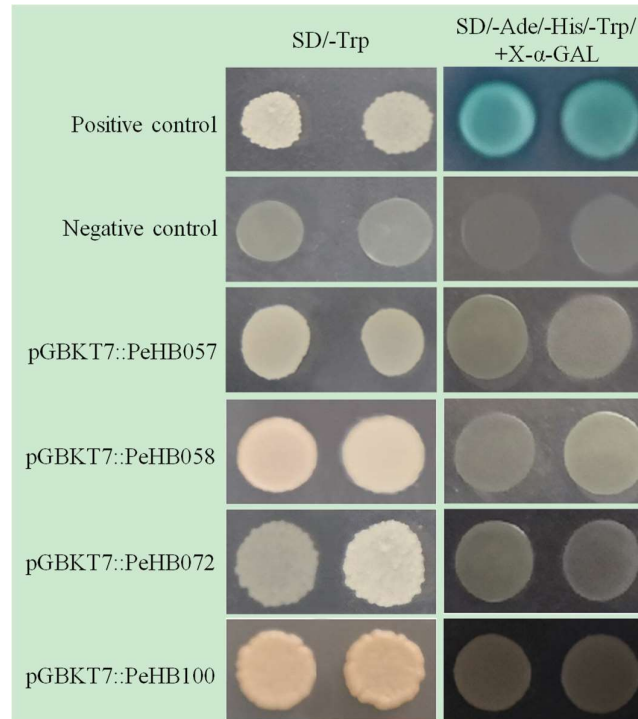 SD/-Trp
SD/-Ade/-His/-Trp/
+X-α-GAL
Positive control
Negative control
pGBKT7::PeHB057
pGBKT7::PeHB058
pGBKT7::PeHB072
pGBKT7::PeHB100